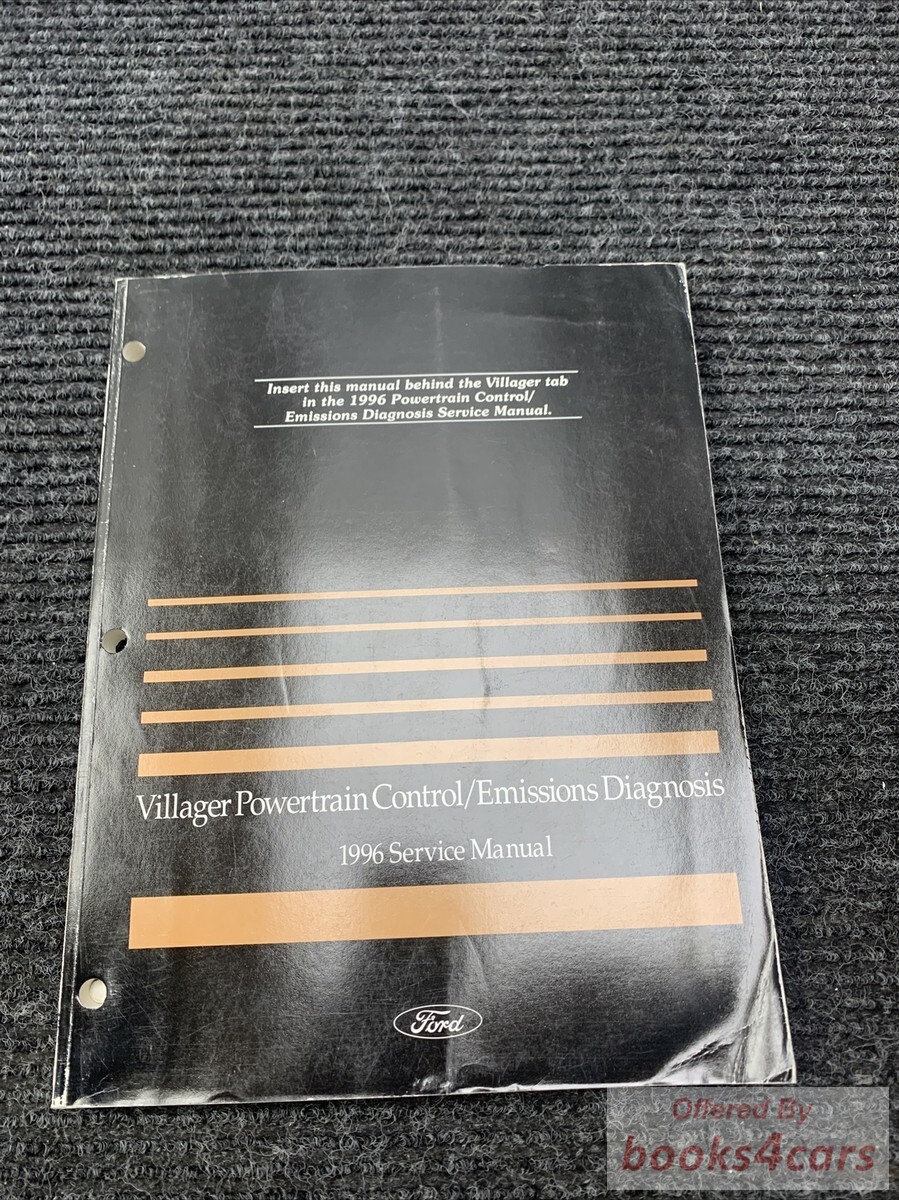 Insert this manual behind the Villager tab
in the 1996 Powertrain Control/
Emissions Diagnosis Service Manual.
Villager Powertrain Control/Emissions Diagnosis
1996 Service Manual
Ford
Offered By
books4cars